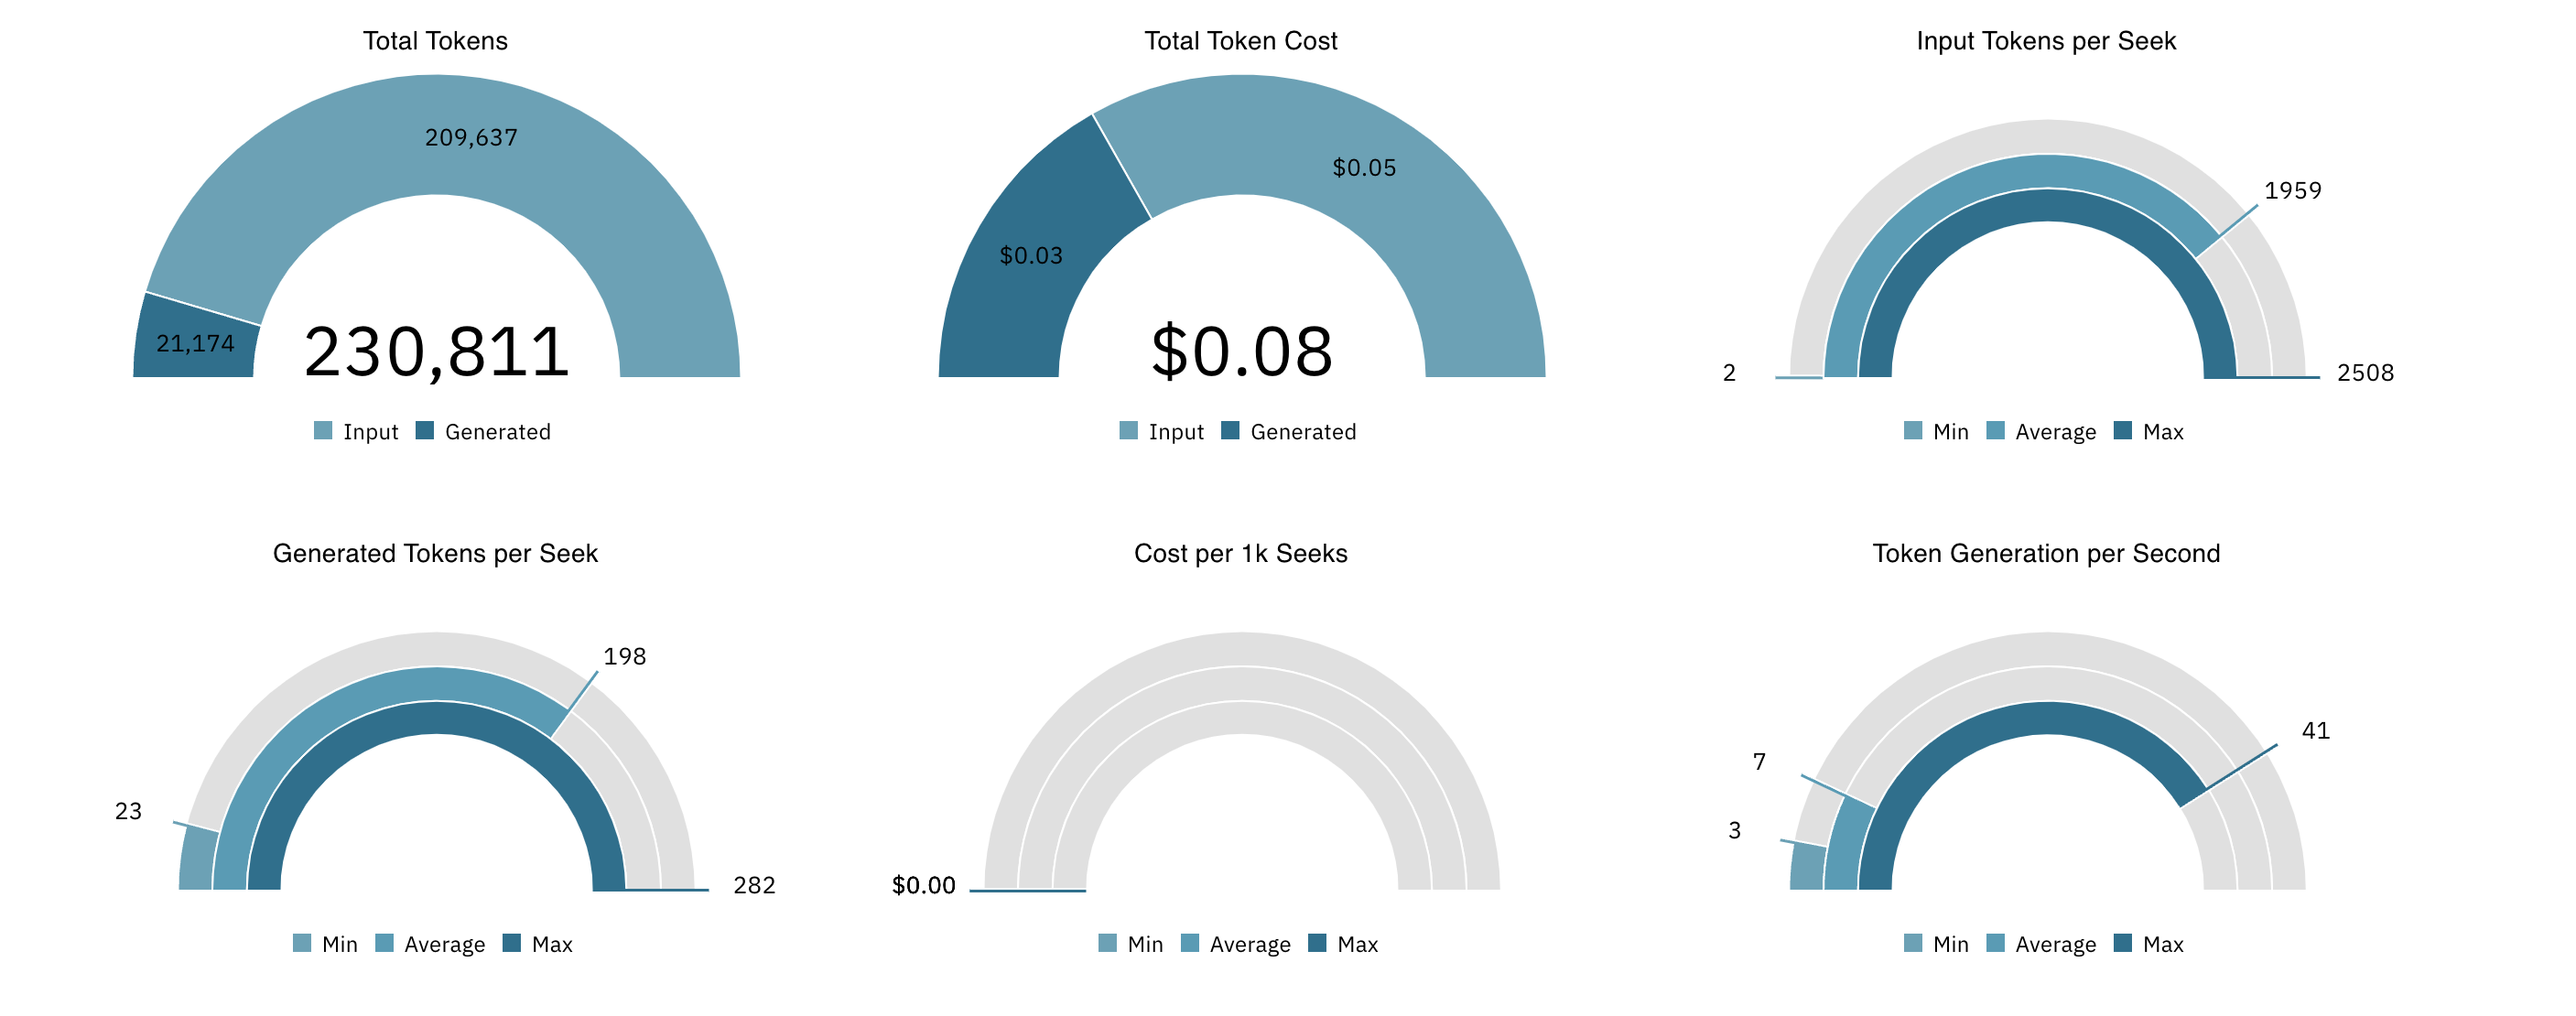 Total Tokens
209,637
21,174
230,811
Input Generated
Total Token Cost
$0.05
$0.03
$0.08
Input Generated
Input Tokens per Seek
1959
2
2508
Min Average Max
Generated Tokens per Seek
198
23
282
Min Average Max
Cost per 1k Seeks
$0.00
Min Average Max
Token Generation per Second
41
7
3
Min Average Max